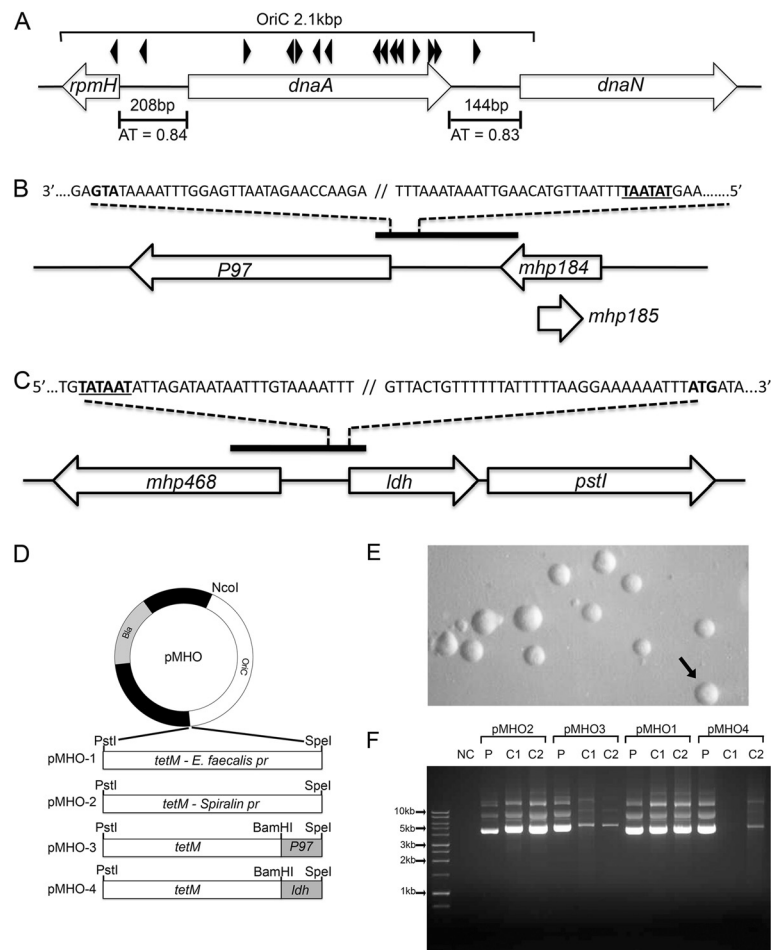 A
OriC 2.1kbp
rpmH
dnaA
dnaN
208bp
144bp
AT = 0.84
AT = 0.83
B
3’....GAGTATAAAATTTGGAGTTAATAGAACCAAGA // TTTAAATAAATTGAACATGTTAATTTTAATATGAA.......5’
P97
mhp184
mhp185
C
5’...TGTATAATATTAGATAATAATTTGTAAAATTT // GTTACTGTTTTTTATTTTTAAGGAAAAAATTTATGATA...3’
mhp468
ldh
pstI
D
NcoI
Bla
pMHO
OriC
PstI
SpeI
pMHO-1
tetM - E. faecalis pr
PstI
SpeI
pMHO-2
tetM - Spiralin pr
PstI
BamHI
SpeI
pMHO-3
tetM
P97
PstI
BamHI
SpeI
pMHO-4
tetM
ldh
E
F
pMHO2
pMHO3
pMHO1
pMHO4
NC P C1 C2 P C1 C2 P C1 C2 P C1 C2
10kb
5kb
3kb
2kb
1kb